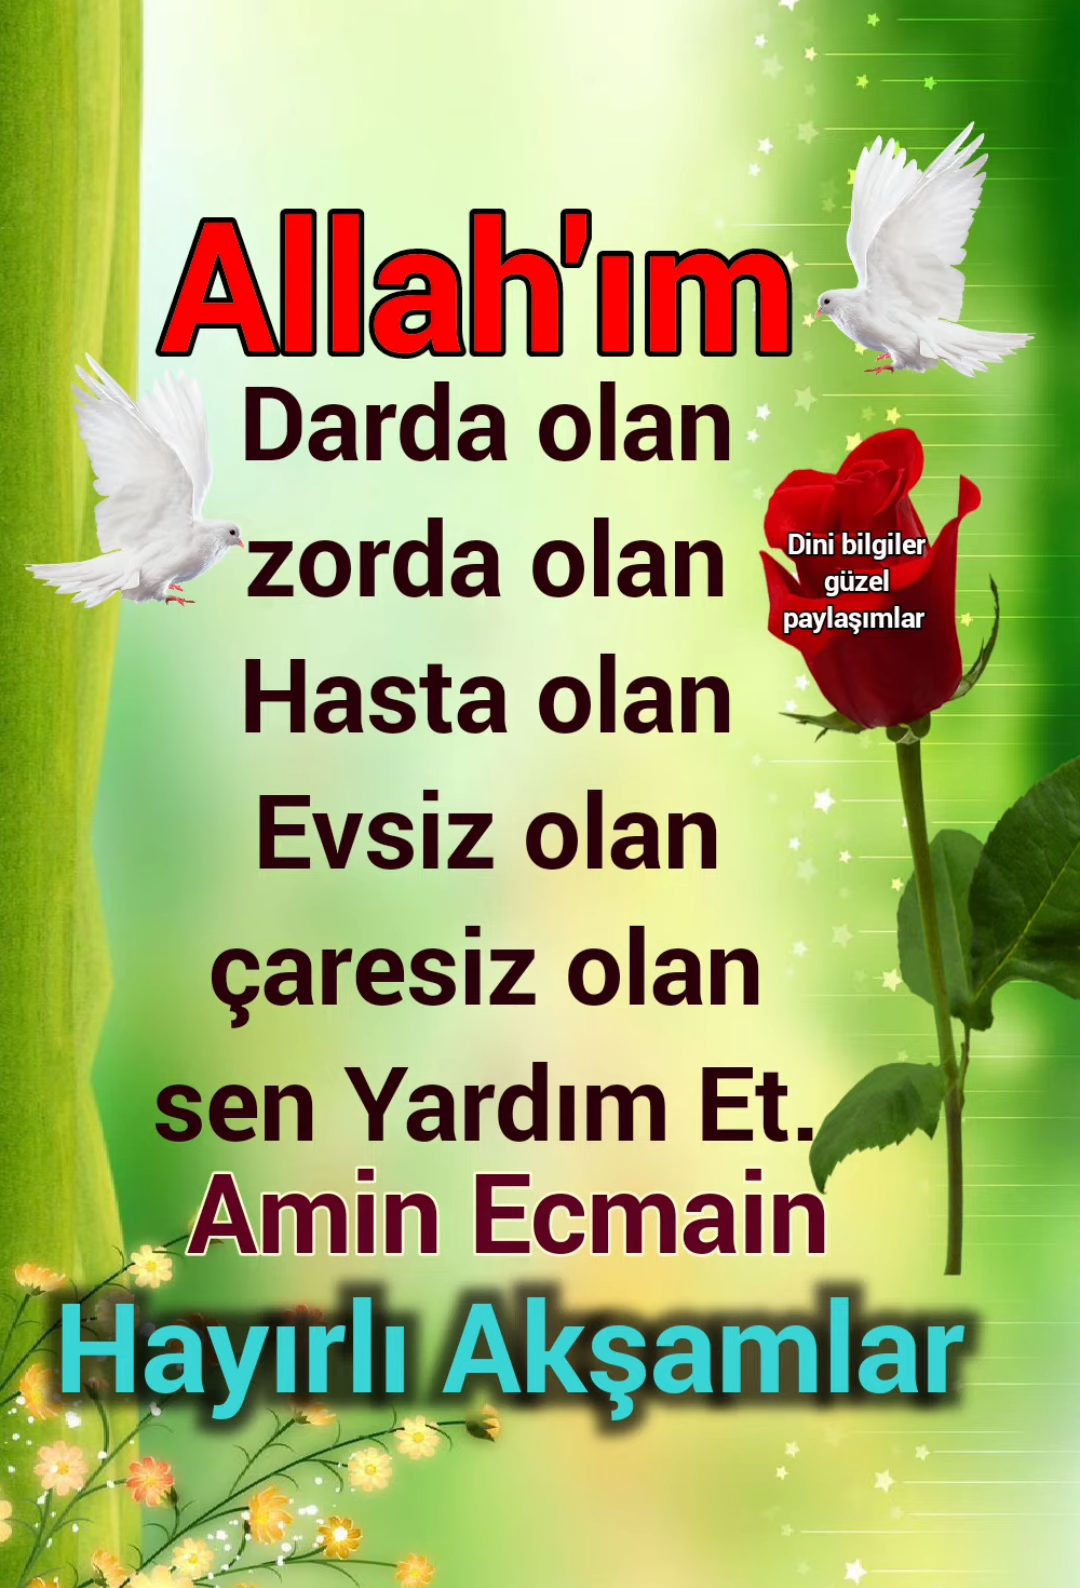 Allah'ım
Darda olan
zorda olan
Hasta olan
Evsiz olan
çaresiz olan
sen Yardım Et.
Amin Ecmain
Hayırlı Akşamlar
Dini bilgiler
güzel
paylaşımlar